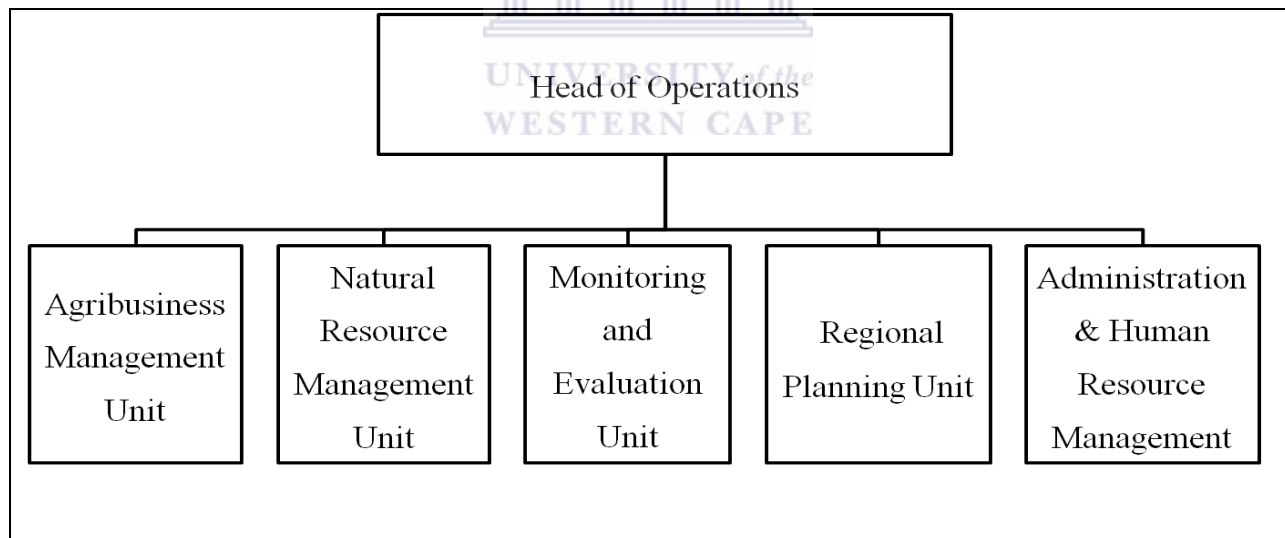 UNIVERSITY of the
Head of Operations
WESTERN CAPE
Agribusiness
Management
Unit
Natural
Resource
Management
Unit
Monitoring
and
Evaluation
Unit
Regional
Planning Unit
Administration
& Human
Resource
Management